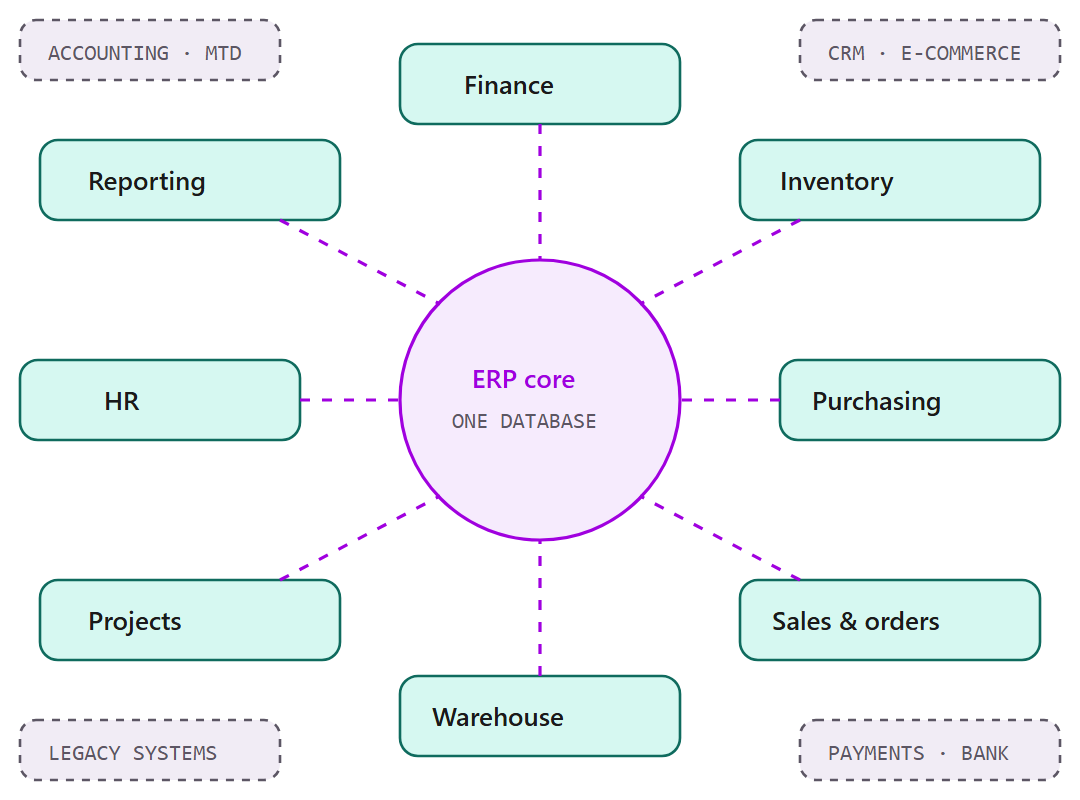 ACCOUNTING · MTD
CRM · E-COMMERCE
Finance
Reporting
Inventory
ERP core
ONE DATABASE
HR
Purchasing
Projects
Sales & orders
Warehouse
LEGACY SYSTEMS
PAYMENTS · BANK